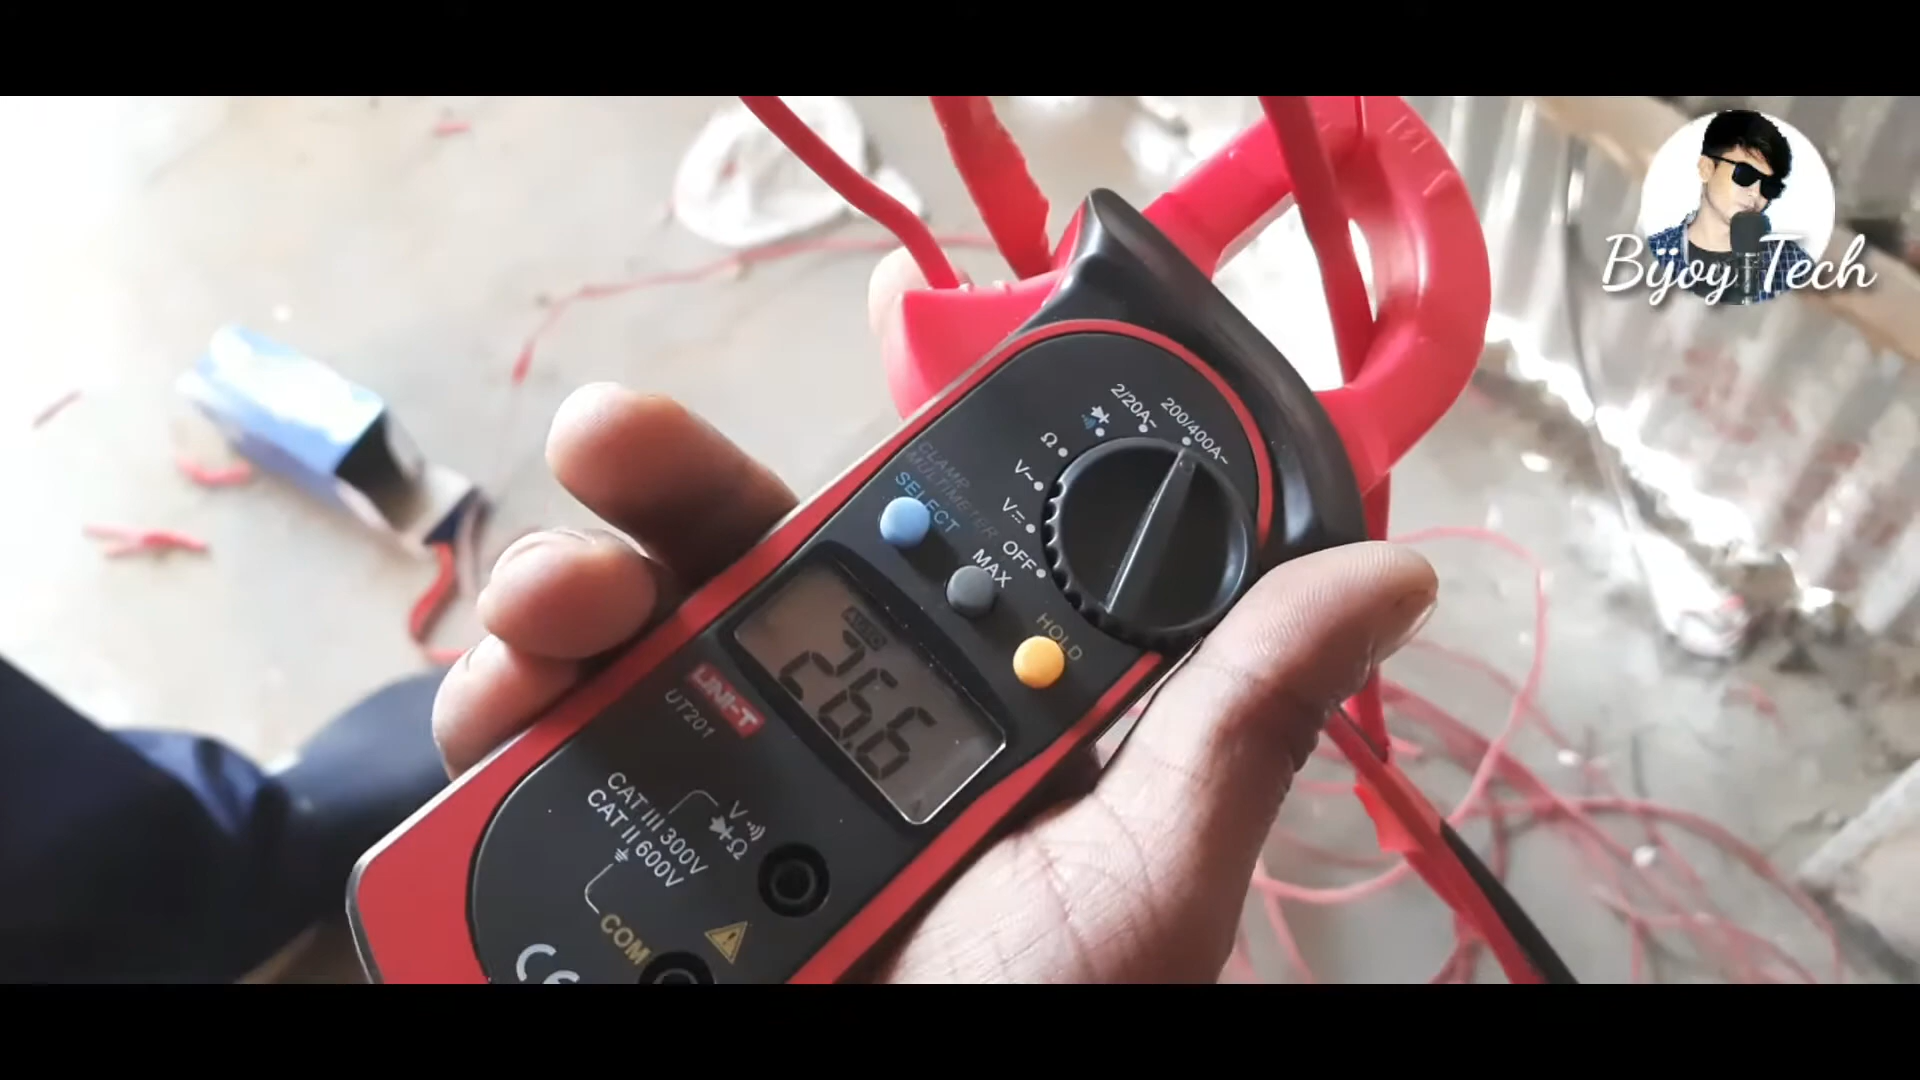 Bijoy Tech
2/20A~
200/400A~
Ω
V~
V⎓
OFF
CLAMP
MULTIMETER
SELECT
MAX
HOLD
AUTO
26.6
UNI-T
UT201
CAT III 300V
CAT II 600V
V
Ω
COM
CE